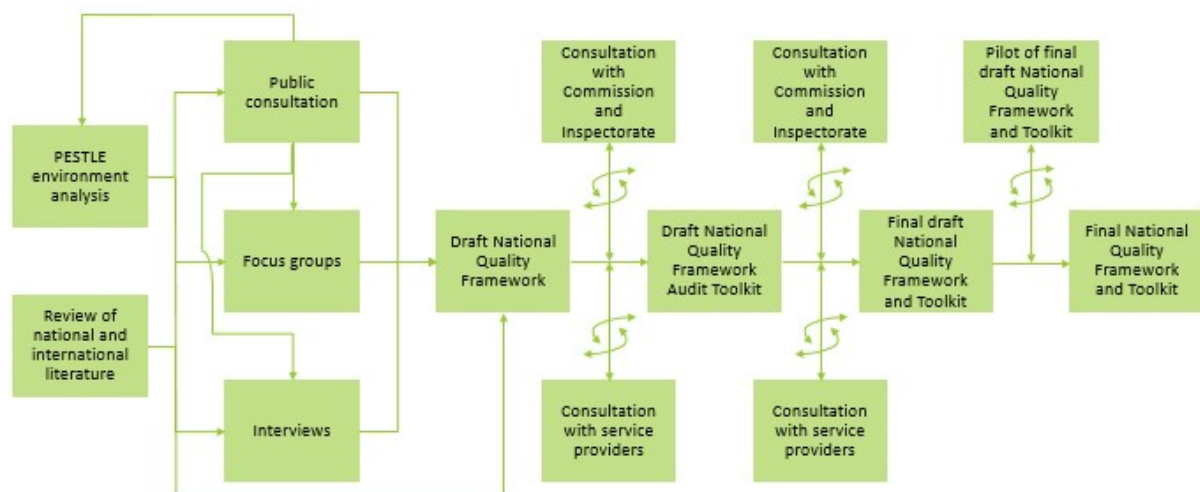 PESTLE
environment
analysis
Review of
national and
international
literature
Public
consultation
Focus groups
Interviews
Draft National
Quality
Framework
Consultation
with
Commission
and
Inspectorate
Consultation
with service
providers
Draft National
Quality
Framework
Audit Toolkit
Consultation
with
Commission
and
Inspectorate
Consultation
with service
providers
Final draft
National
Quality
Framework
and Toolkit
Pilot of final
draft National
Quality
Framework
and Toolkit
Final National
Quality
Framework
and Toolkit